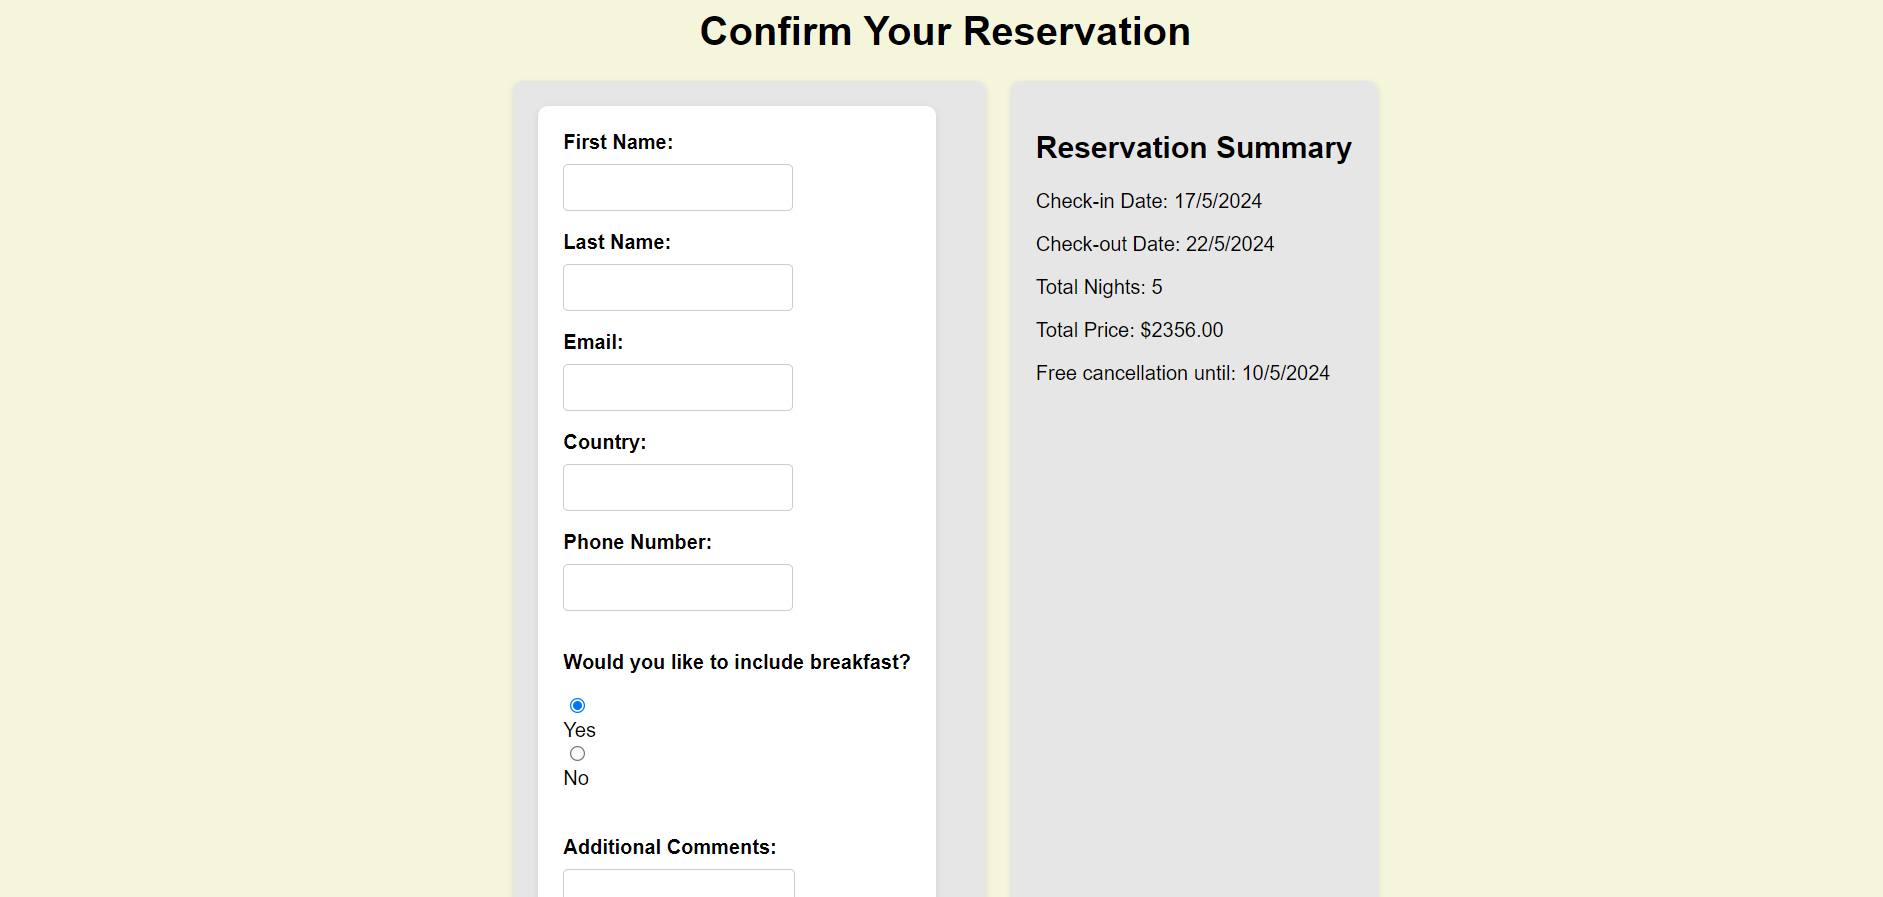 Confirm Your Reservation
First Name:
Last Name:
Email:
Country:
Phone Number:
Would you like to include breakfast?
Yes
No
Additional Comments:
Reservation Summary
Check-in Date: 17/5/2024
Check-out Date: 22/5/2024
Total Nights: 5
Total Price: $2356.00
Free cancellation until: 10/5/2024